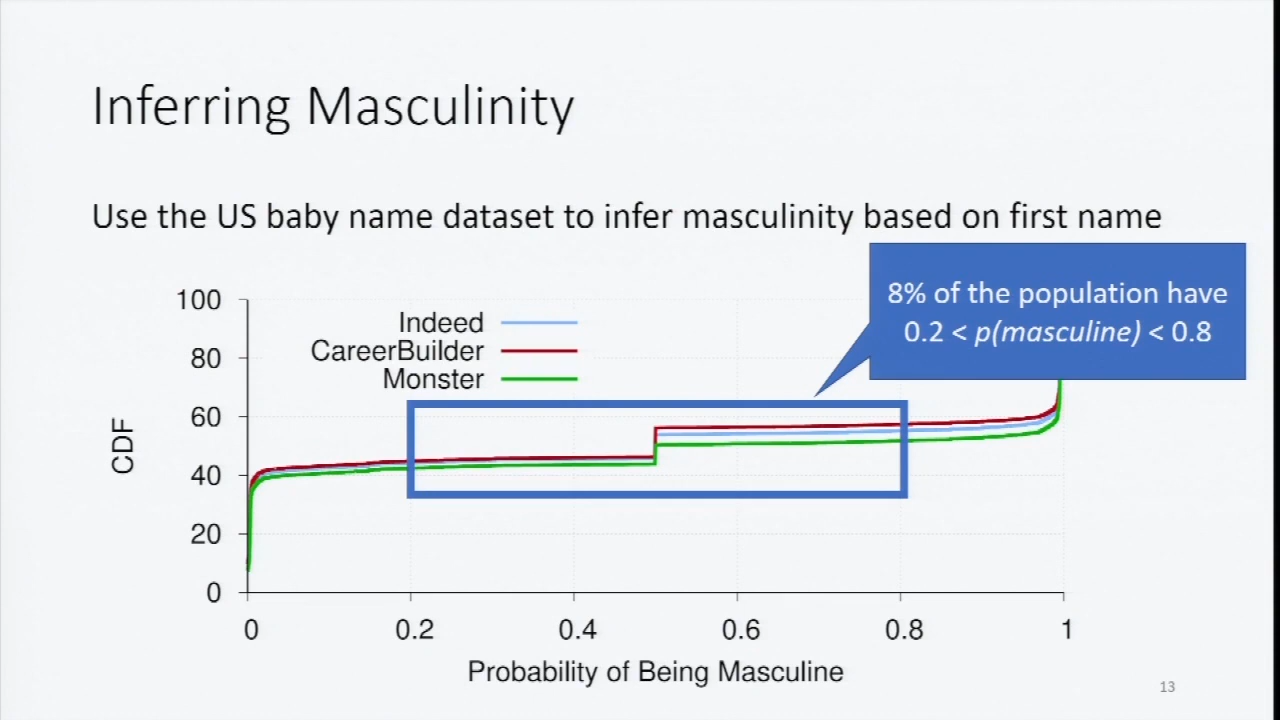 Inferring Masculinity
Use the US baby name dataset to infer masculinity based on first name
8% of the population have
0.2 < p(masculine) < 0.8
100
80
60
40
20
0
CDF
Indeed
CareerBuilder
Monster
0 0.2 0.4 0.6 0.8 1
Probability of Being Masculine
13